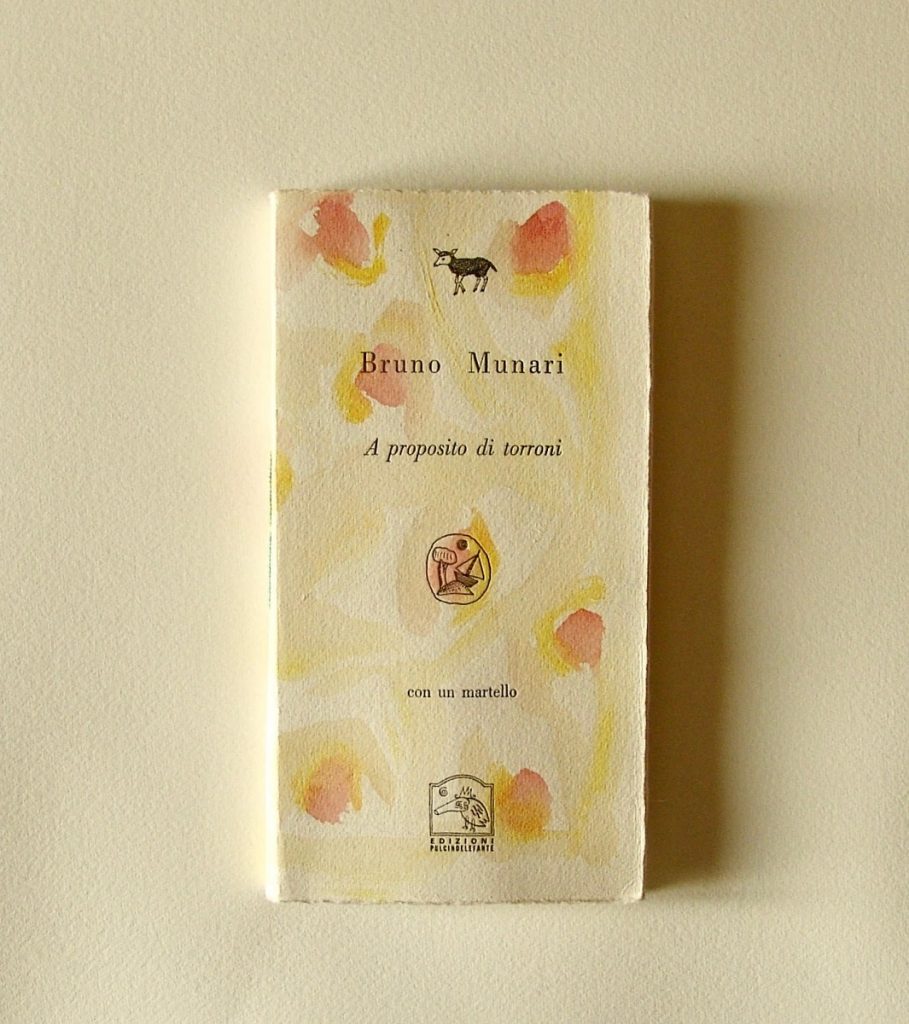 Bruno Munari
A proposito di torroni
con un martello
EDIZIONI
PULCINOELEFANTE